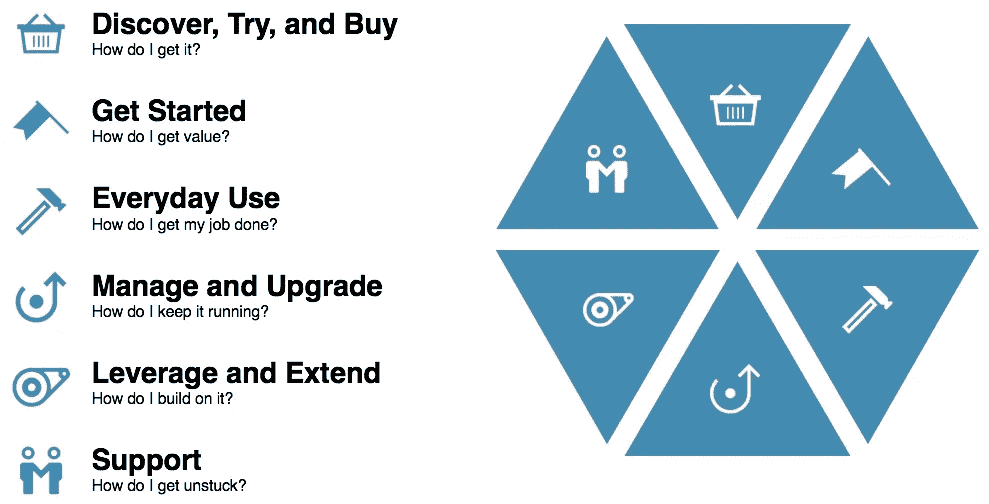 Discover, Try, and Buy
How do I get it?
Get Started
How do I get value?
Everyday Use
How do I get my job done?
Manage and Upgrade
How do I keep it running?
Leverage and Extend
How do I build on it?
Support
How do I get unstuck?